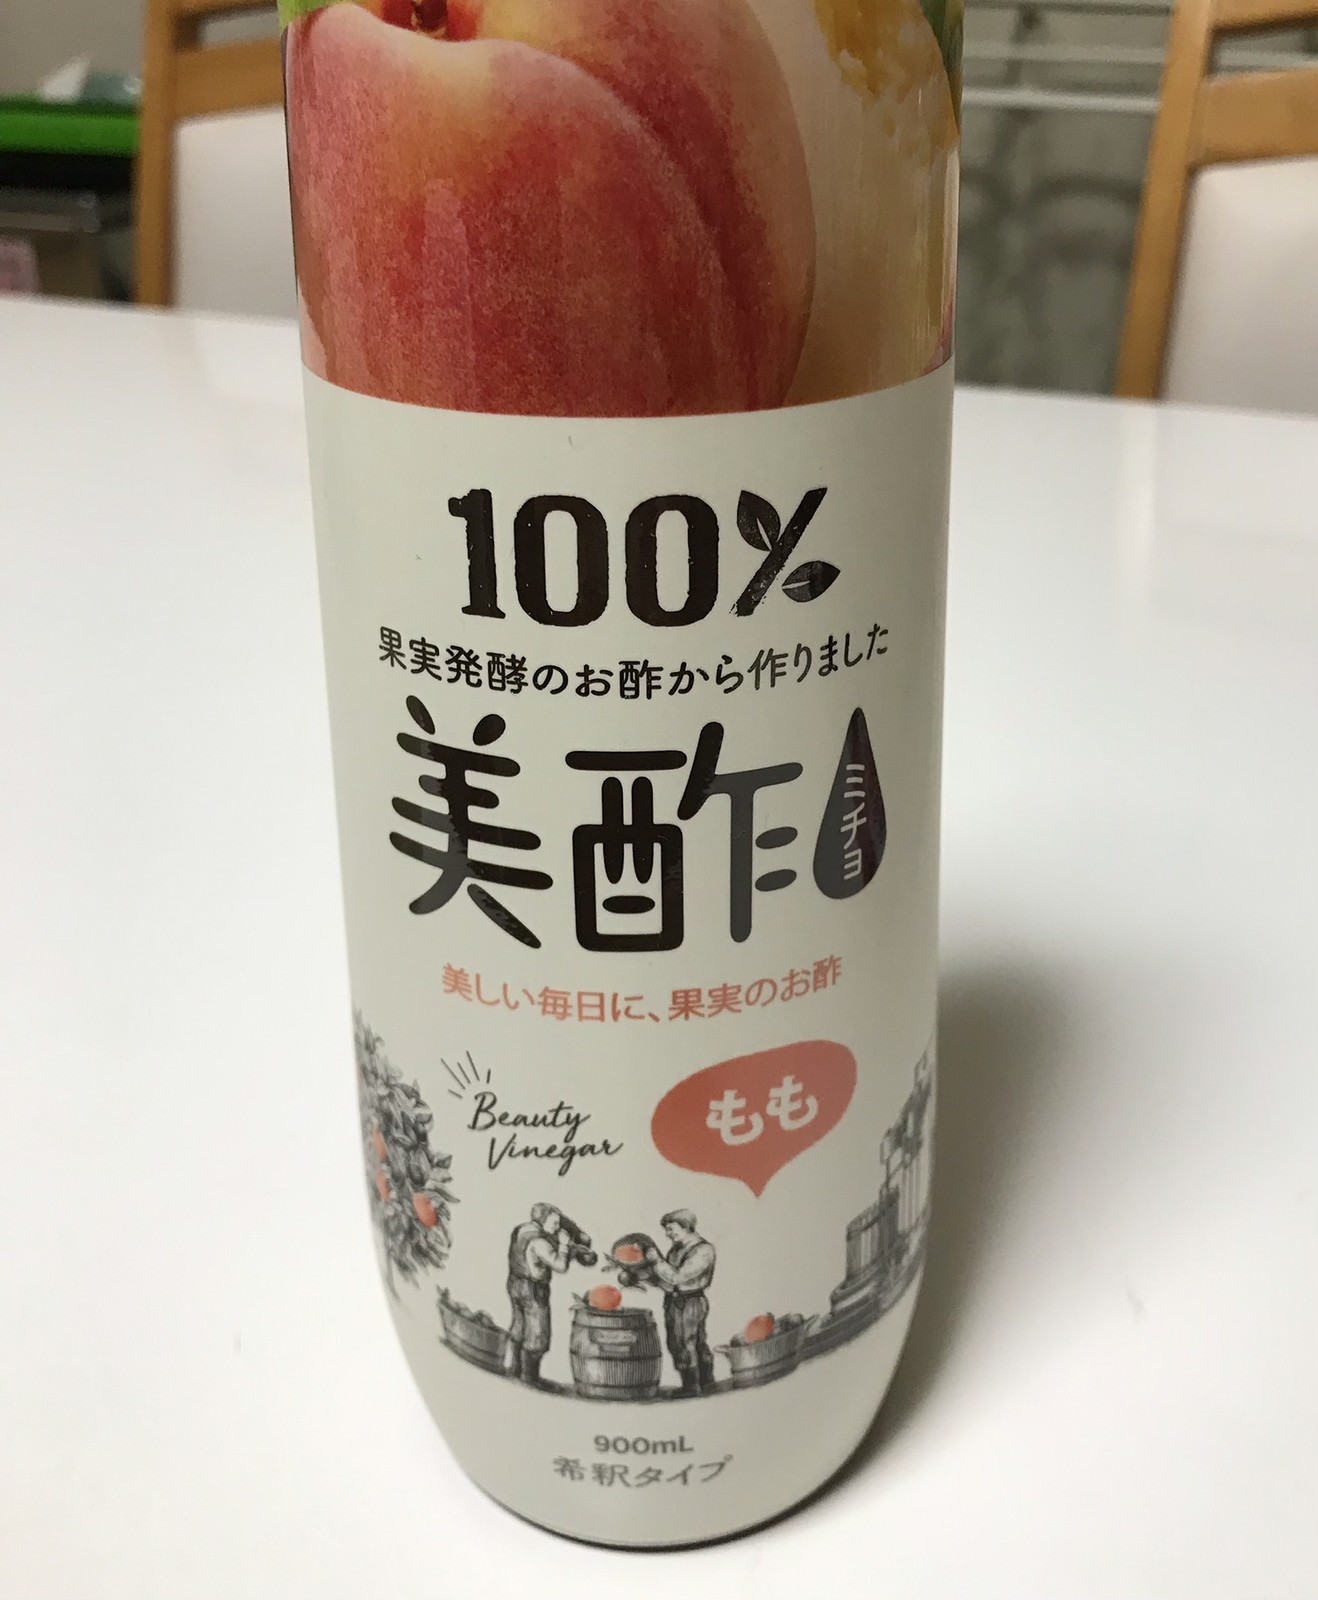 100%
果実発酵のお酢から作りました
美酢
ミチョ
美しい毎日に、果実のお酢
Beauty
Vinegar
もも
900mL
希釈タイプ